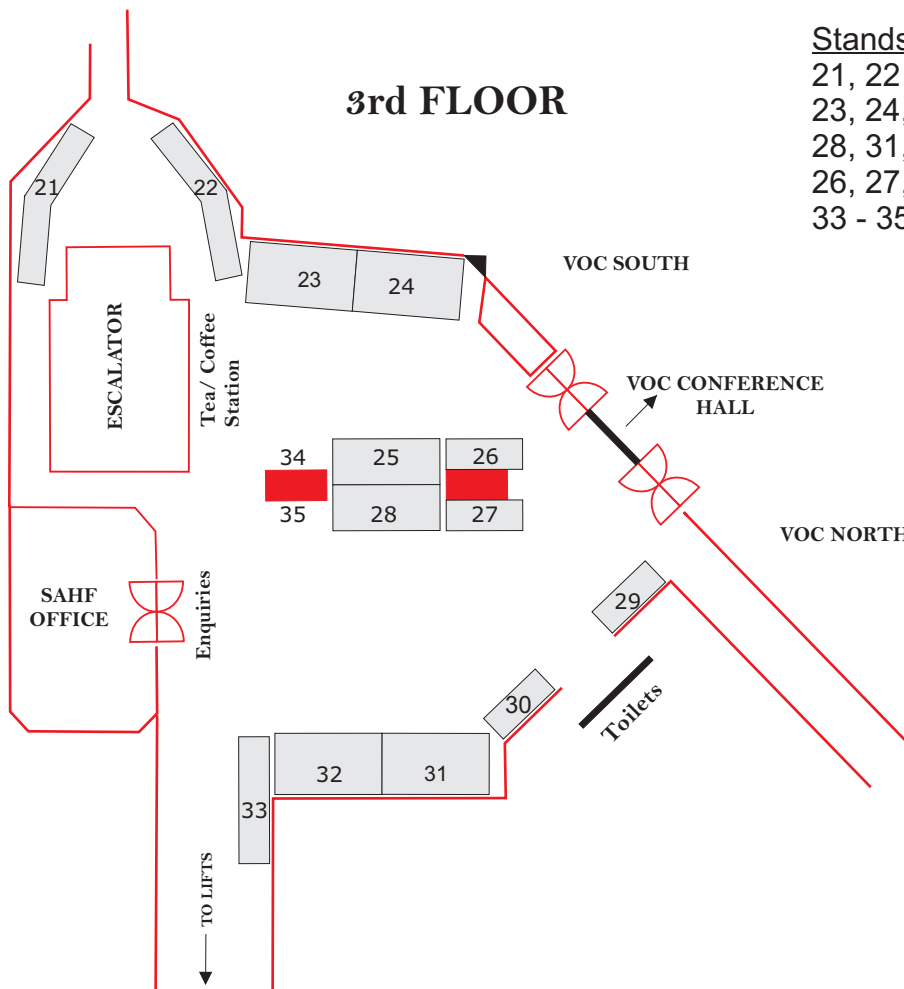 3rd FLOOR
Stands
21, 22
23, 24,
28, 31,
26, 27,
33 - 35
21
22
23
24
VOC SOUTH
ESCALATOR
Tea/ Coffee
Station
VOC CONFERENCE
HALL
34
25
26
35
28
27
VOC NORTH
SAHF
OFFICE
Enquiries
29
Toilets
30
32
31
33
TO LIFTS